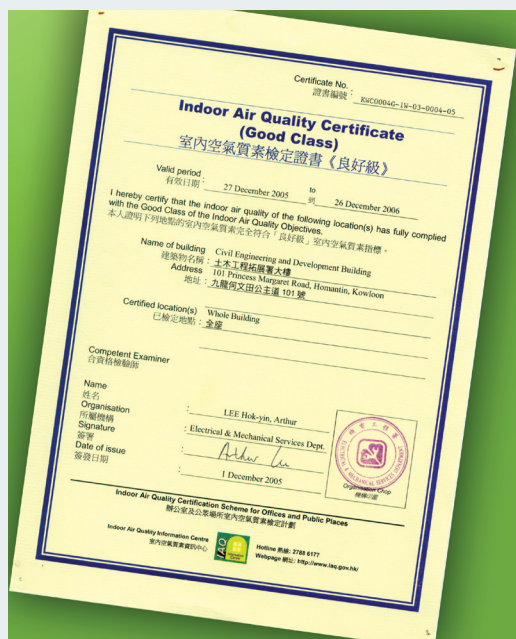 Certificate No. :
證書編號 KWC0004G-1W-03-0004-05
Indoor Air Quality Certificate
(Good Class)
室內空氣質素檢定證書《良好級》
Valid period : 27 December 2005 to 26 December 2006
有效日期 到
I hereby certify that the indoor air quality of the following location(s) has fully complied
with the Good Class of the Indoor Air Quality Objectives.
本人證明下列地點的室內空氣質素完全符合「良好級」室內空氣質素指標。
Name of building Civil Engineering and Development Building
建築物名稱 : 土木工程拓展署大樓
Address 101 Princess Margaret Road, Homantin, Kowloon
地址 : 九龍何文田公主道 101 號
Certified location(s) Whole Building
已檢定地點 : 全座
Competent Examiner
合資格檢驗師
Name : LEE Hok-yin, Arthur
姓名
Organisation : Electrical & Mechanical Services Dept.
所屬機構
Signature : Arthur Lee
簽署
Date of issue : 1 December 2005
簽發日期
機電工程署
ELECTRICAL & MECHANICAL SERVICES DEPARTMENT
Organisation Chop
機構印鑑
Indoor Air Quality Certification Scheme for Offices and Public Places
辦公室及公眾場所室內空氣質素檢定計劃
Indoor Air Quality Information Centre
室內空氣質素資訊中心
IAQ
Hotline 熱線: 2788 6177
Webpage 網址: http://www.iaq.gov.hk/